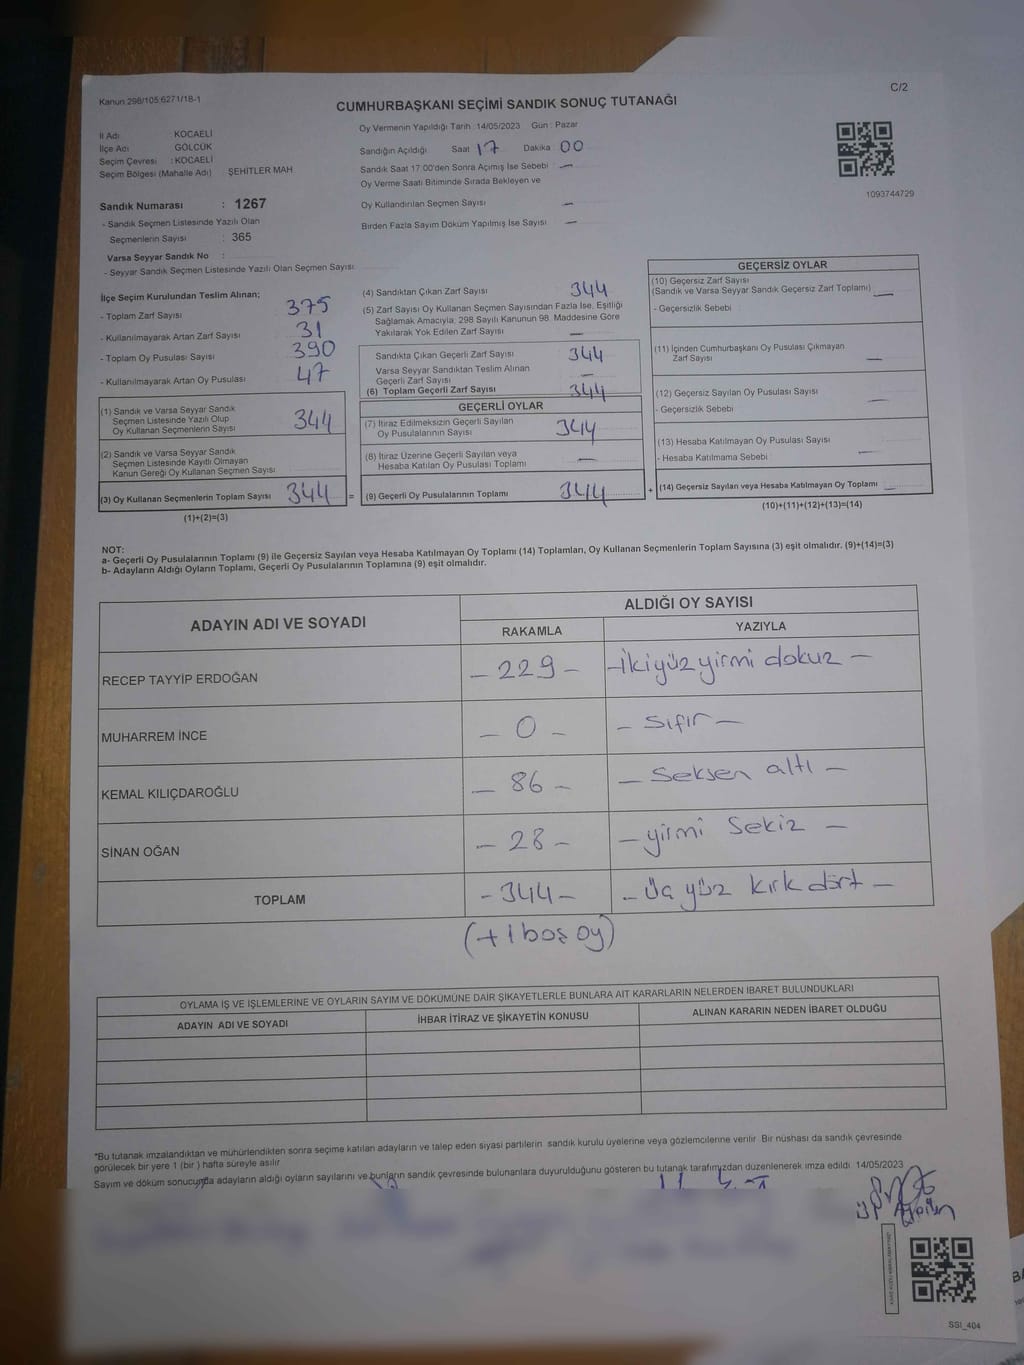 Kanun:298/105;6271/18-1
C/2
CUMHURBAŞKANI SEÇİMİ SANDIK SONUÇ TUTANAĞI
İl Adı : KOCAELİ
İlçe Adı GÖLCÜK
Seçim Çevresi : KOCAELİ
Seçim Bölgesi (Mahalle Adı) ŞEHİTLER MAH
Oy Vermenin Yapıldığı Tarih :14/05/2023 Gün : Pazar
Sandığın Açıldığı Saat 17 Dakika 00
Sandık Saat 17:00'den Sonra Açımış İse Sebebi : —
Oy Verme Saati Bitiminde Sırada Bekleyen ve
Oy Kullandırılan Seçmen Sayısı —
Birden Fazla Sayım Döküm Yapılmış İse Sayısı —
1093744729
Sandık Numarası : 1267
- Sandık Seçmen Listesinde Yazılı Olan
Seçmenlerin Sayısı : 365
Varsa Seyyar Sandık No :
- Seyyar Sandık Seçmen Listesinde Yazılı Olan Seçmen Sayısı
İlçe Seçim Kurulundan Teslim Alınan;
- Toplam Zarf Sayısı 375
- Kullanılmayarak Artan Zarf Sayısı 31
- Toplam Oy Pusulası Sayısı 390
- Kullanılmayarak Artan Oy Pusulası 47
(1) Sandık ve Varsa Seyyar Sandık
Seçmen Listesinde Yazılı Olup
Oy Kullanan Seçmenlerin Sayısı 344
(2) Sandık ve Varsa Seyyar Sandık
Seçmen Listesinde Kayıtlı Olmayan
Kanun Gereği Oy Kullanan Seçmen Sayısı
(3) Oy Kullanan Seçmenlerin Toplam Sayısı 344 =
(1)+(2)=(3)
(4) Sandıktan Çıkan Zarf Sayısı 344
(5) Zarf Sayısı Oy Kullanan Seçmen Sayısından Fazla İse, Eşitliği
Sağlamak Amacıyla, 298 Sayılı Kanunun 98. Maddesine Göre
Yakılarak Yok Edilen Zarf Sayısı —
Sandıkta Çıkan Geçerli Zarf Sayısı 344
Varsa Seyyar Sandıktan Teslim Alınan
Geçerli Zarf Sayısı —
(6) Toplam Geçerli Zarf Sayısı 344
GEÇERLİ OYLAR
(7) İtiraz Edilmeksizin Geçerli Sayılan
Oy Pusulalarının Sayısı 344
(8) İtiraz Üzerine Geçerli Sayılan veya
Hesaba Katılan Oy Pusulası Toplamı —
(9) Geçerli Oy Pusulalarının Toplamı 344 +
GEÇERSİZ OYLAR
(10) Geçersiz Zarf Sayısı
(Sandık ve Varsa Seyyar Sandık Geçersiz Zarf Toplamı) —
- Geçersizlik Sebebi :
(11) İçinden Cumhurbaşkanı Oy Pusulası Çıkmayan
Zarf Sayısı —
(12) Geçersiz Sayılan Oy Pusulası Sayısı —
- Geçersizlik Sebebi
(13) Hesaba Katılmayan Oy Pusulası Sayısı
- Hesaba Katılmama Sebebi : —
(14) Geçersiz Sayılan veya Hesaba Katılmayan Oy Toplamı —
(10)+(11)+(12)+(13)=(14)
NOT:
a- Geçerli Oy Pusulalarının Toplamı (9) ile Geçersiz Sayılan veya Hesaba Katılmayan Oy Toplamı (14) Toplamları, Oy Kullanan Seçmenlerin Toplam Sayısına (3) eşit olmalıdır. (9)+(14)=(3)
b- Adayların Aldığı Oyların Toplamı, Geçerli Oy Pusulalarının Toplamına (9) eşit olmalıdır.
ADAYIN ADI VE SOYADI
ALDIĞI OY SAYISI
RAKAMLA YAZIYLA
RECEP TAYYİP ERDOĞAN - 229 - - ikiyüz yirmi dokuz -
MUHARREM İNCE - 0 - - Sıfır -
KEMAL KILIÇDAROĞLU - 86 - - Seksen altı -
SİNAN OĞAN - 28 - - yirmi Sekiz -
TOPLAM - 344 - - Üç yüz kırk dört -
(+1 boş oy)
OYLAMA İŞ VE İŞLEMLERİNE VE OYLARIN SAYIM VE DÖKÜMÜNE DAİR ŞİKAYETLERLE BUNLARA AİT KARARLARIN NELERDEN İBARET BULUNDUKLARI
ADAYIN ADI VE SOYADI İHBAR İTİRAZ VE ŞİKAYETİN KONUSU ALINAN KARARIN NEDEN İBARET OLDUĞU
*Bu tutanak imzalandıktan ve mühürlendikten sonra seçime katılan adayların ve talep eden siyasi partilerin sandık kurulu üyelerine veya gözlemcilerine verilir. Bir nüshası da sandık çevresinde
görülecek bir yere 1 (bir ) hafta süreyle asılır.
Sayım ve döküm sonucunda adayların aldığı oyların sayılarını ve bunların sandık çevresinde bulunanlara duyurulduğunu gösteren bu tutanak tarafımızdan düzenlenerek imza edildi. 14/05/2023
SSI_404